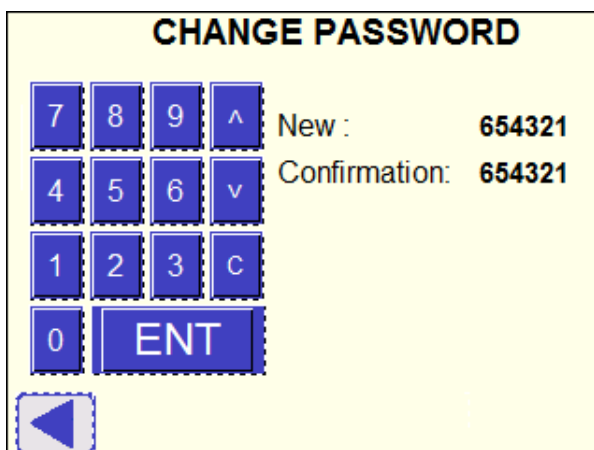 CHANGE PASSWORD
7 8 9 ^
New : 654321
4 5 6 v
Confirmation: 654321
1 2 3 C
0 ENT